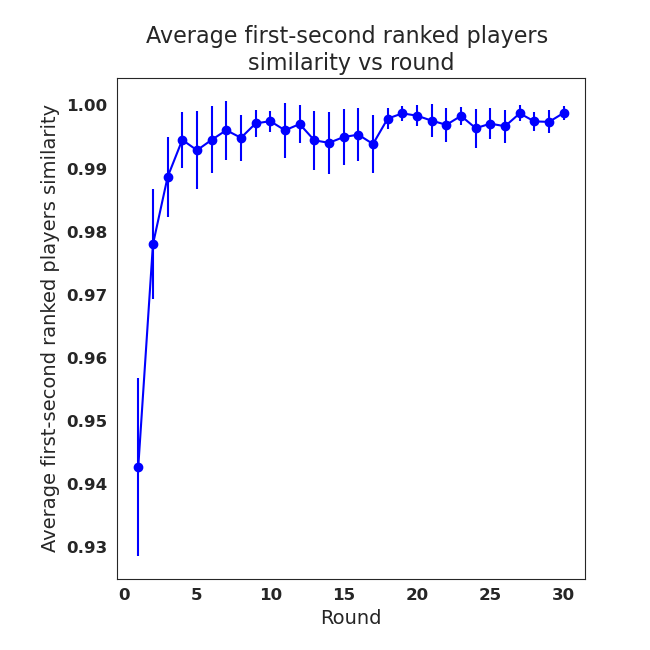 Average first-second ranked players
similarity vs round
Average first-second ranked players similarity
1.00
0.99
0.98
0.97
0.96
0.95
0.94
0.93
0 5 10 15 20 25 30
Round